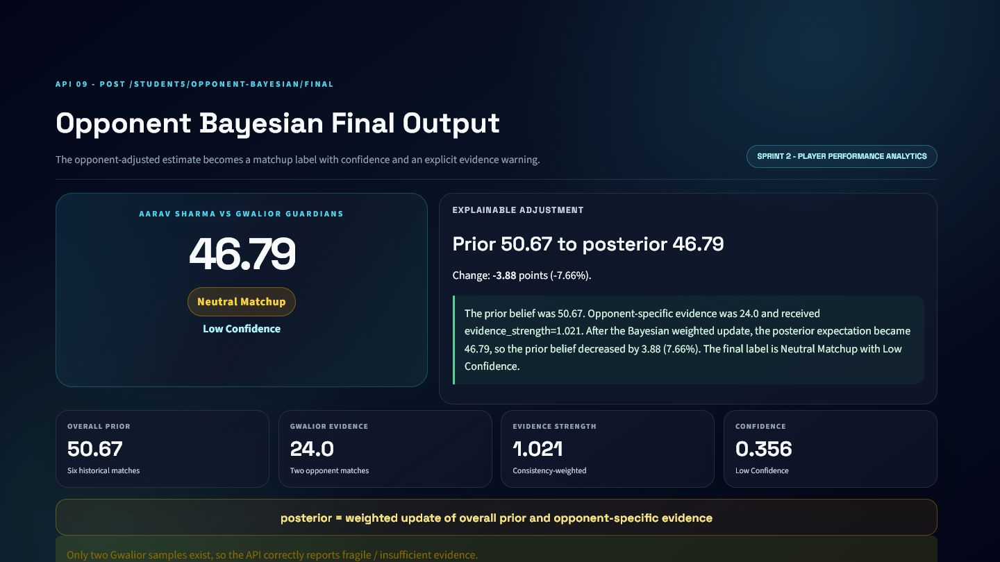 API 09 - POST /STUDENT5/OPPONENT-BAYESIAN/FINAL
Opponent Bayesian Final Output
The opponent-adjusted estimate becomes a matchup label with confidence and an explicit evidence warning.
SPRINT 2 - PLAYER PERFORMANCE ANALYTICS
AARAV SHARMA VS GWALIOR GUARDIANS
46.79
Neutral Matchup
Low Confidence
EXPLAINABLE ADJUSTMENT
Prior 50.67 to posterior 46.79
Change: -3.88 points (-7.66%).
The prior belief was 50.67. Opponent-specific evidence was 24.0 and received
evidence_strength=1.021. After the Bayesian weighted update, the posterior expectation became
46.79, so the prior belief decreased by 3.88 (7.66%). The final label is Neutral Matchup with Low
Confidence.
OVERALL PRIOR
50.67
Six historical matches
GWALIOR EVIDENCE
24.0
Two opponent matches
EVIDENCE STRENGTH
1.021
Consistency-weighted
CONFIDENCE
0.356
Low Confidence
posterior = weighted update of overall prior and opponent-specific evidence
Only two Gwalior samples exist, so the API correctly reports fragile / insufficient evidence.